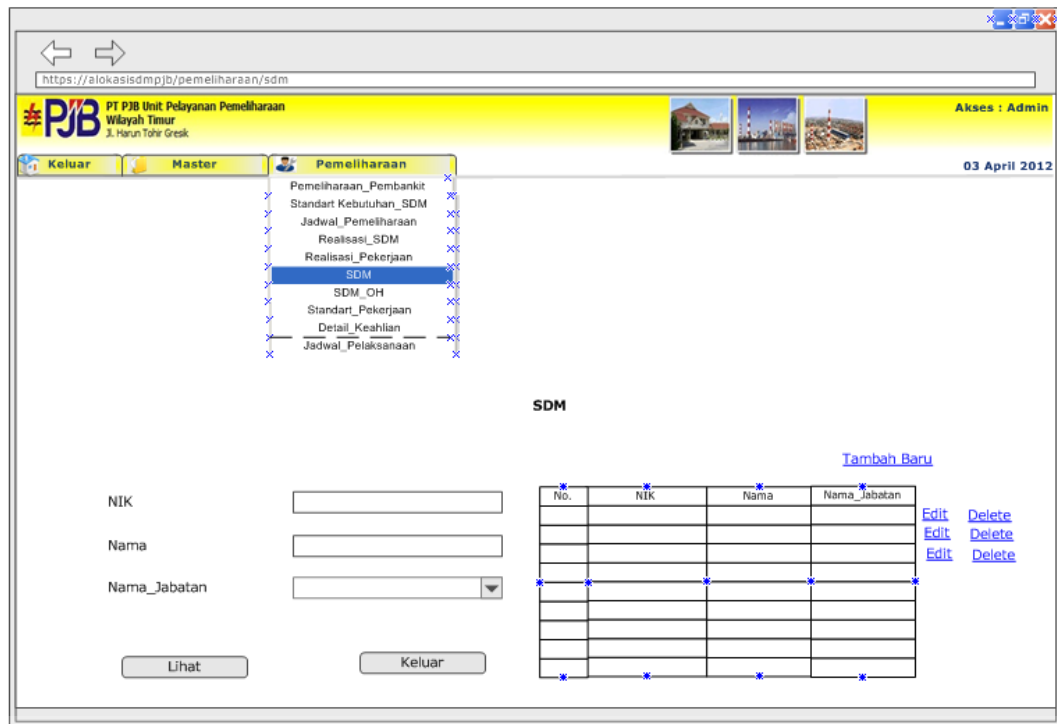 https://alokasisdmpjb/pemeliharaan/sdm
PJB
PT PJB Unit Pelayanan Pemeliharaan
Wilayah Timur
Jl. Harun Tohir Gresik
Akses : Admin
Keluar Master Pemeliharaan 03 April 2012
Pemeliharaan_Pembankit
Standart Kebutuhan_SDM
Jadwal_Pemeliharaan
Realisasi_SDM
Realisasi_Pekerjaan
SDM
SDM_OH
Standart_Pekerjaan
Detail_Keahlian
Jadwal_Pelaksanaan
SDM
Tambah Baru
NIK
Nama
Nama_Jabatan
Lihat Keluar
No. NIK Nama Nama_Jabatan
Edit Delete
Edit Delete
Edit Delete